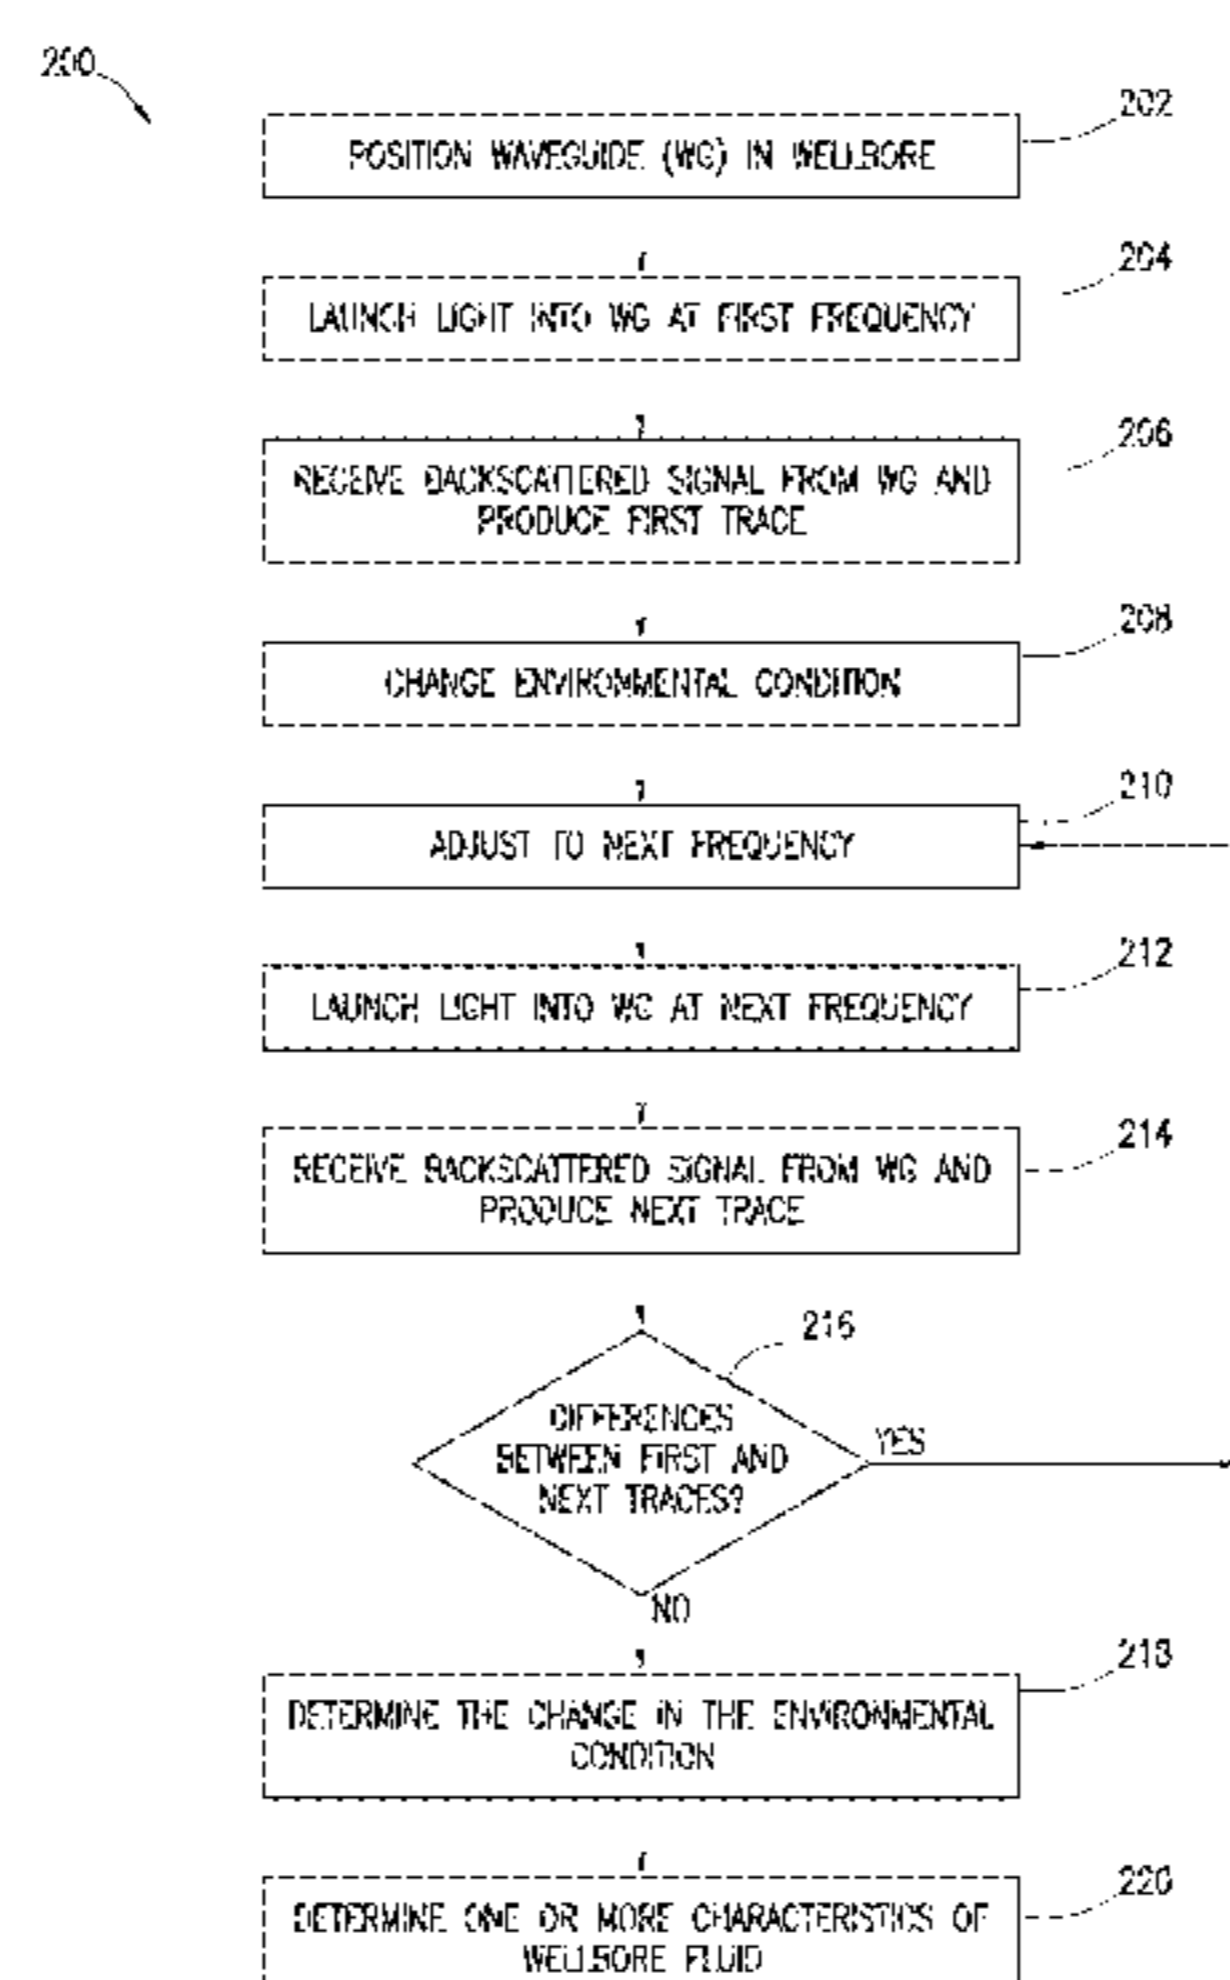 200
202
POSITION WAVEGUIDE (WG) IN WELLBORE
204
LAUNCH LIGHT INTO WG AT FIRST FREQUENCY
206
RECEIVE BACKSCATTERED SIGNAL FROM WG AND
PRODUCE FIRST TRACE
208
CHANGE ENVIRONMENTAL CONDITION
210
ADJUST TO NEXT FREQUENCY
212
LAUNCH LIGHT INTO WG AT NEXT FREQUENCY
214
RECEIVE BACKSCATTERED SIGNAL FROM WG AND
PRODUCE NEXT TRACE
216
DIFFERENCES
BETWEEN FIRST AND
NEXT TRACES?
YES
NO
218
DETERMINE THE CHANGE IN THE ENVIRONMENTAL
CONDITION
220
DETERMINE ONE OR MORE CHARACTERISTICS OF
WELLBORE FLUID